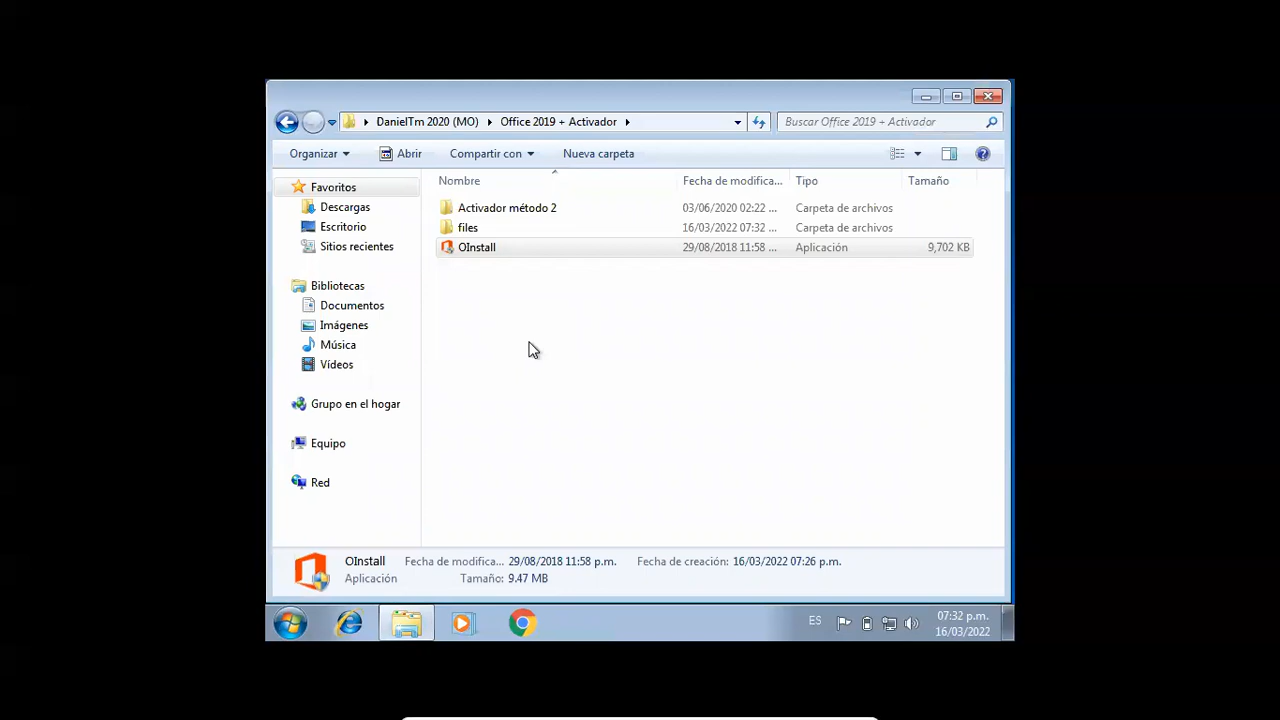 DanielTm 2020 (MO) Office 2019 + Activador Buscar Office 2019 + Activador
Organizar Abrir Compartir con Nueva carpeta
Favoritos
Descargas
Escritorio
Sitios recientes
Bibliotecas
Documentos
Imágenes
Música
Vídeos
Grupo en el hogar
Equipo
Red
Nombre Fecha de modifica... Tipo Tamaño
Activador método 2 03/06/2020 02:22 ... Carpeta de archivos
files 16/03/2022 07:32 ... Carpeta de archivos
OInstall 29/08/2018 11:58 ... Aplicación 9,702 KB
OInstall Fecha de modifica... 29/08/2018 11:58 p.m. Fecha de creación: 16/03/2022 07:26 p.m.
Aplicación Tamaño: 9.47 MB
ES 07:32 p.m.
16/03/2022